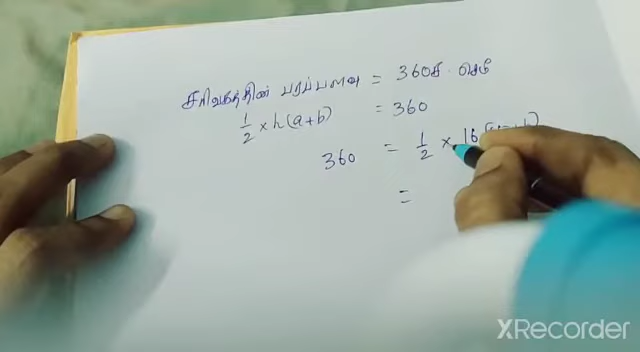 சரிவகத்தின் பரப்பளவு = 360ச. செமீ
1/2 × h(a+b) = 360
360 = 1/2 × 16
=
XRecorder